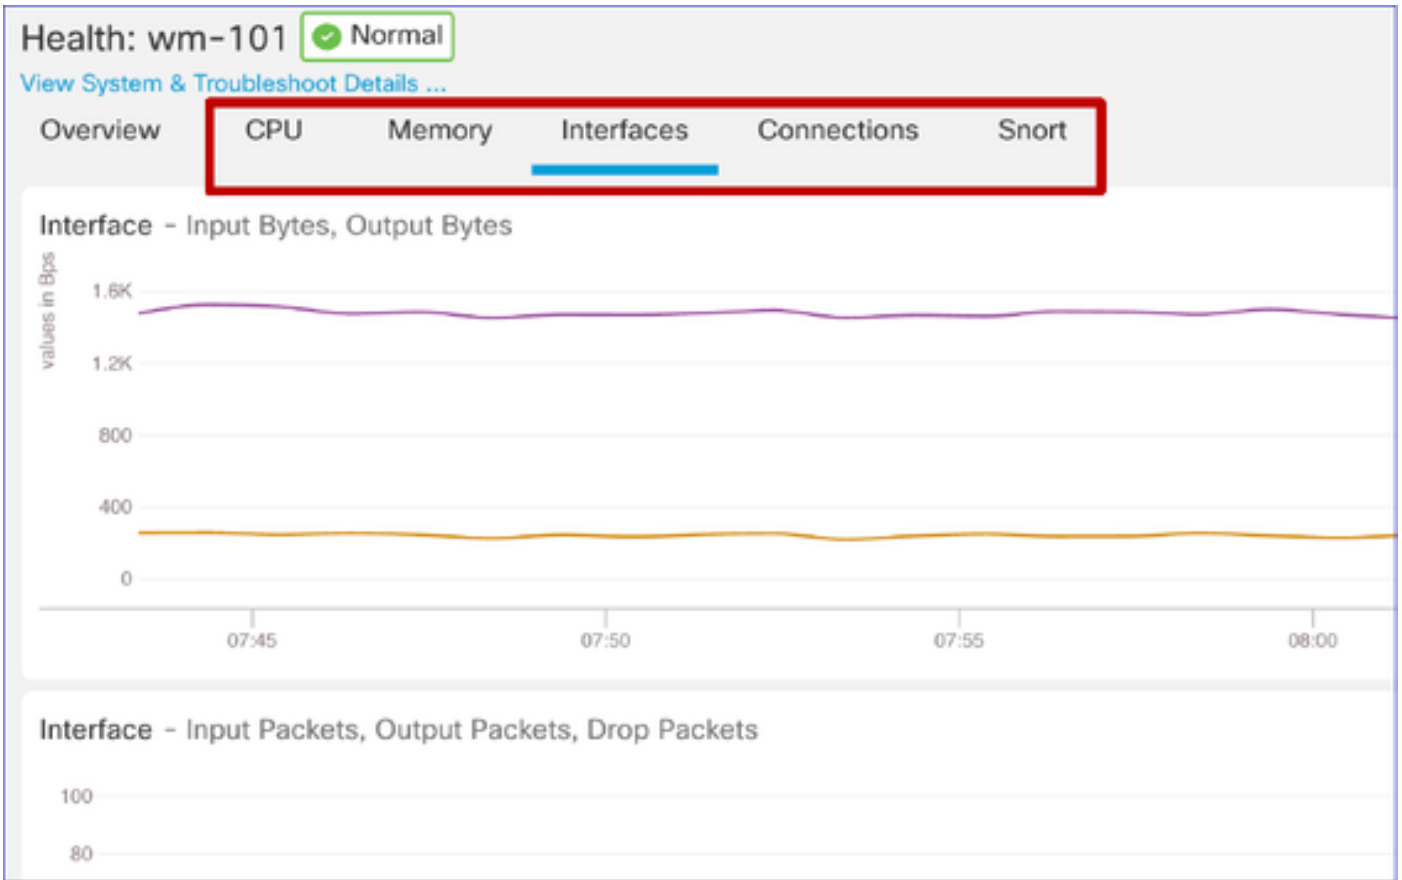 Health: wm-101 Normal
View System & Troubleshoot Details ...
Overview CPU Memory Interfaces Connections Snort
Interface - Input Bytes, Output Bytes
values in Bps
1.6K
1.2K
800
400
0
07:45 07:50 07:55 08:00
Interface - Input Packets, Output Packets, Drop Packets
100
80